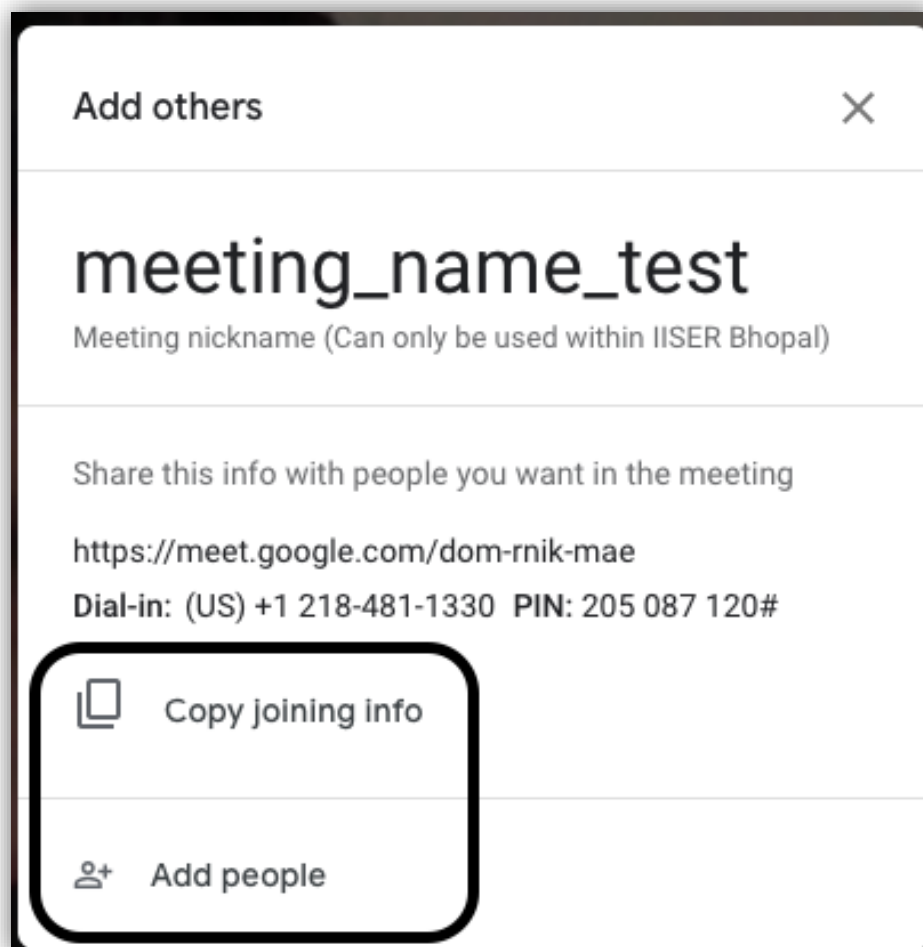 Add others
meeting_name_test
Meeting nickname (Can only be used within IISER Bhopal)
Share this info with people you want in the meeting
https://meet.google.com/dom-rnik-mae
Dial-in: (US) +1 218-481-1330 PIN: 205 087 120#
Copy joining info
Add people